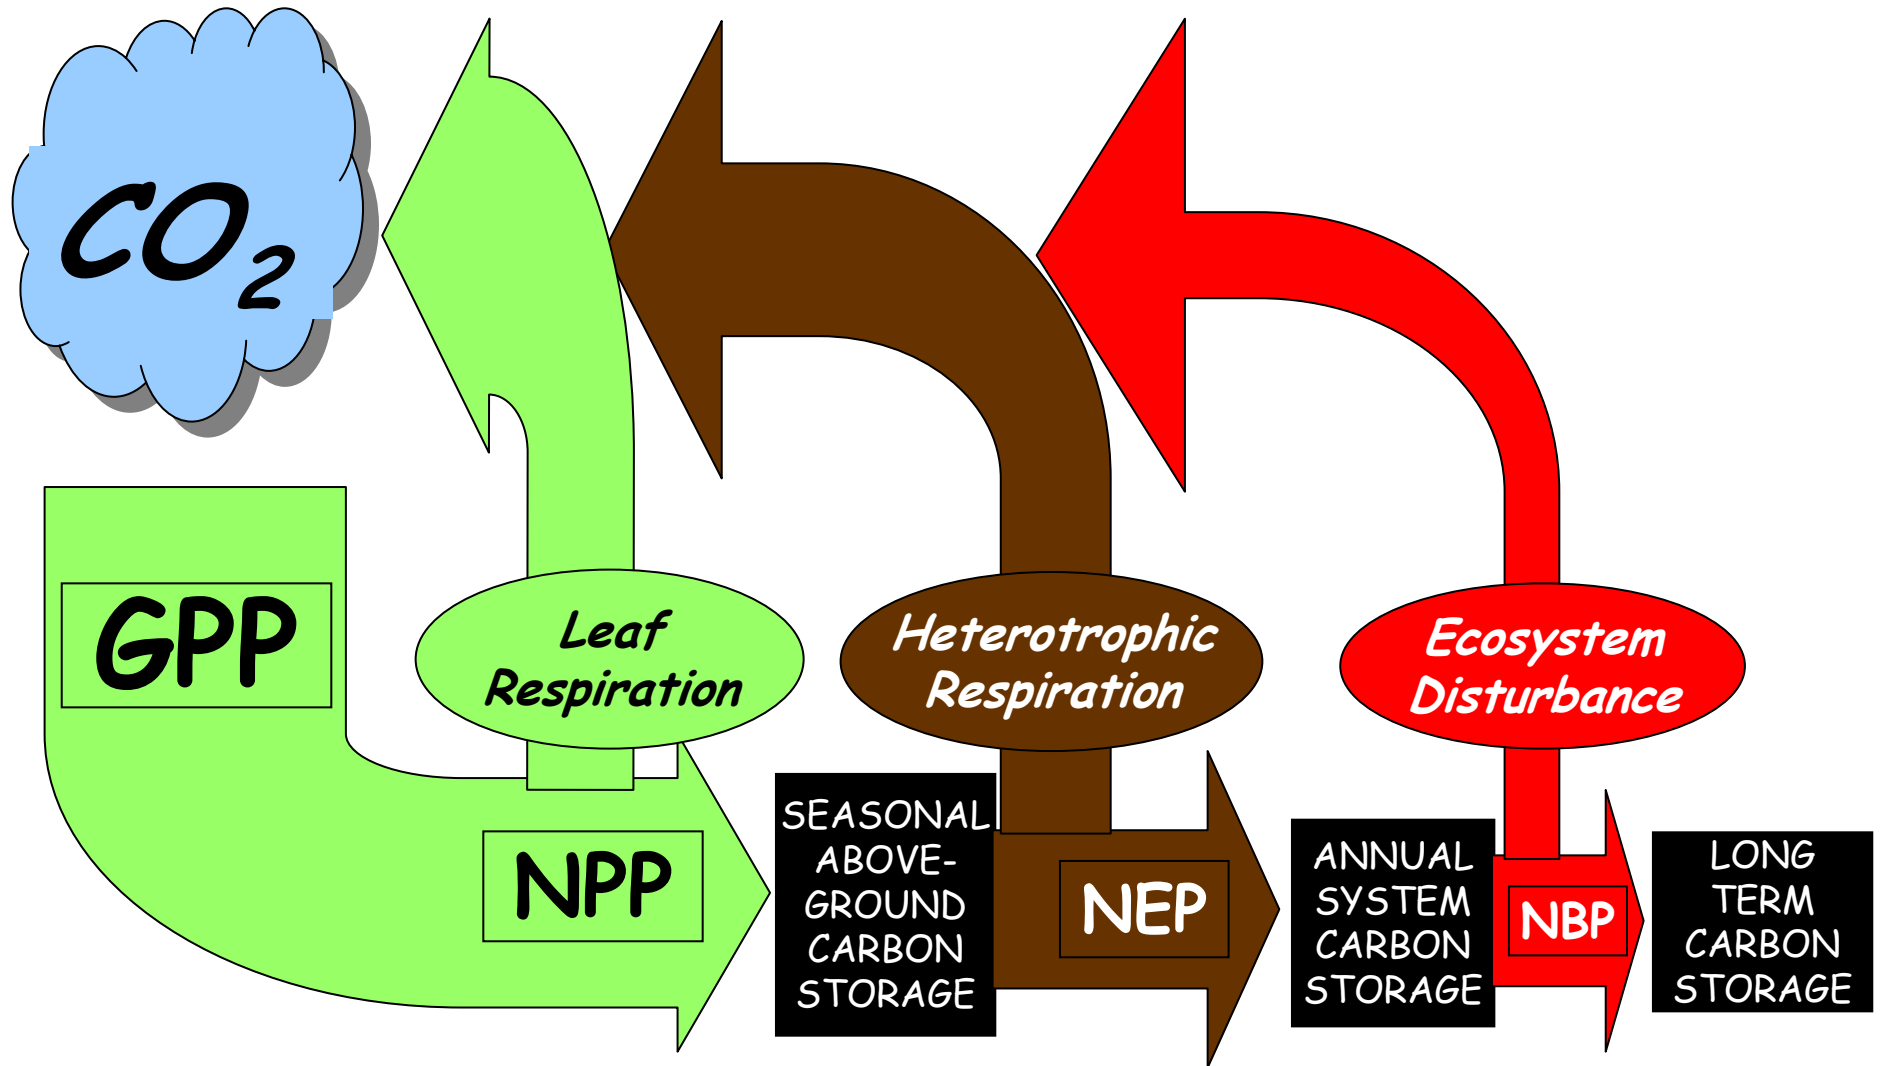 CO2
GPP
Leaf
Respiration
Heterotrophic
Respiration
Ecosystem
Disturbance
NPP
SEASONAL
ABOVE-
GROUND
CARBON
STORAGE
NEP
ANNUAL
SYSTEM
CARBON
STORAGE
NBP
LONG
TERM
CARBON
STORAGE